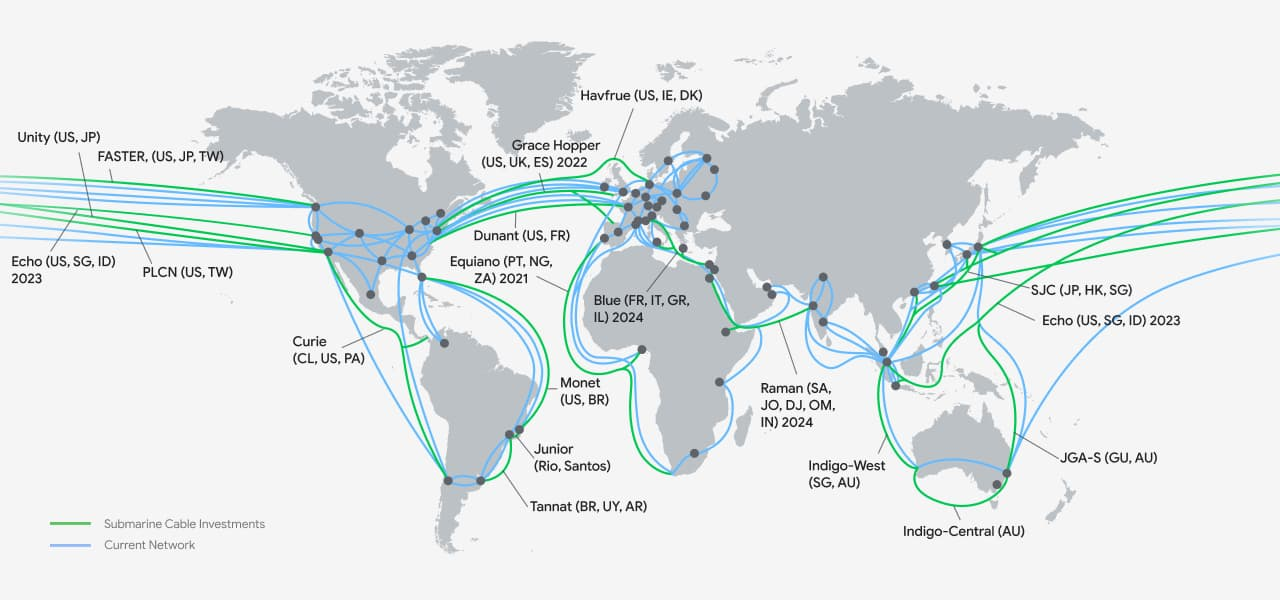 Havfrue (US, IE, DK)
Unity (US, JP)
FASTER, (US, JP, TW)
Grace Hopper
(US, UK, ES) 2022
Dunant (US, FR)
Echo (US, SG, ID)
2023
PLCN (US, TW)
Equiano (PT, NG,
ZA) 2021
Blue (FR, IT, GR,
IL) 2024
SJC (JP, HK, SG)
Echo (US, SG, ID) 2023
Curie
(CL, US, PA)
Monet
(US, BR)
Raman (SA,
JO, DJ, OM,
IN) 2024
Junior
(Rio, Santos)
Indigo-West
(SG, AU)
JGA-S (GU, AU)
Tannat (BR, UY, AR)
Indigo-Central (AU)
Submarine Cable Investments
Current Network